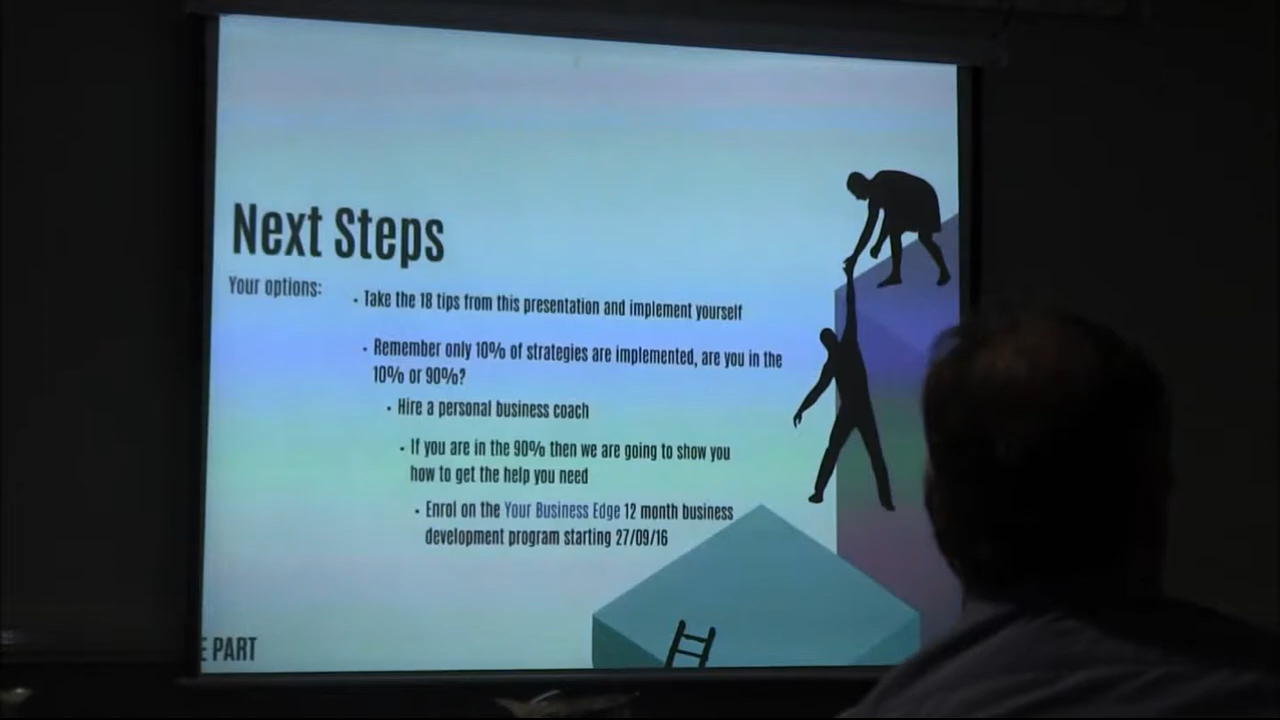 Next Steps
Your options:
• Take the 18 tips from this presentation and implement yourself
• Remember only 10% of strategies are implemented, are you in the
10% or 90%?
• Hire a personal business coach
• If you are in the 90% then we are going to show you
how to get the help you need
• Enrol on the Your Business Edge 12 month business
development program starting 27/09/16
E PART